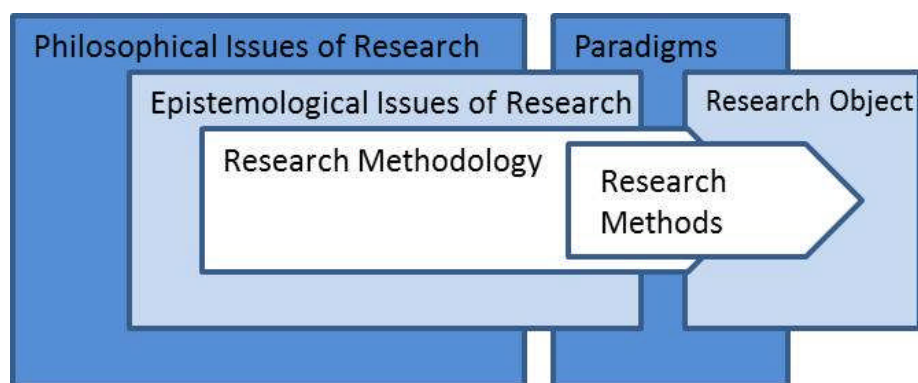 Philosophical Issues of Research
Paradigms
Epistemological Issues of Research
Research Object
Research Methodology
Research
Methods